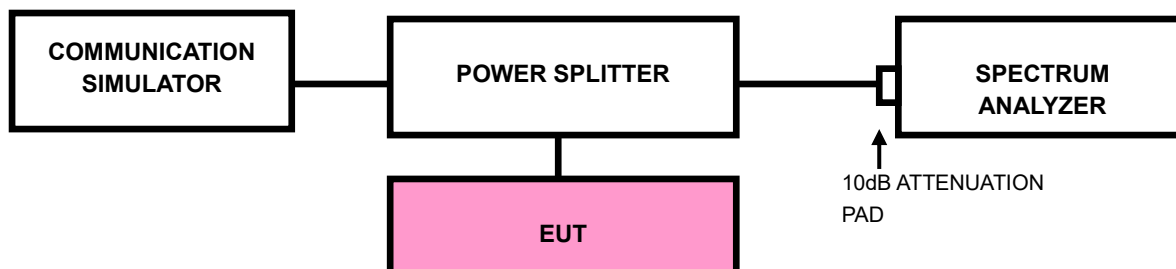 COMMUNICATION
SIMULATOR
POWER SPLITTER
SPECTRUM
ANALYZER
10dB ATTENUATION
PAD
EUT